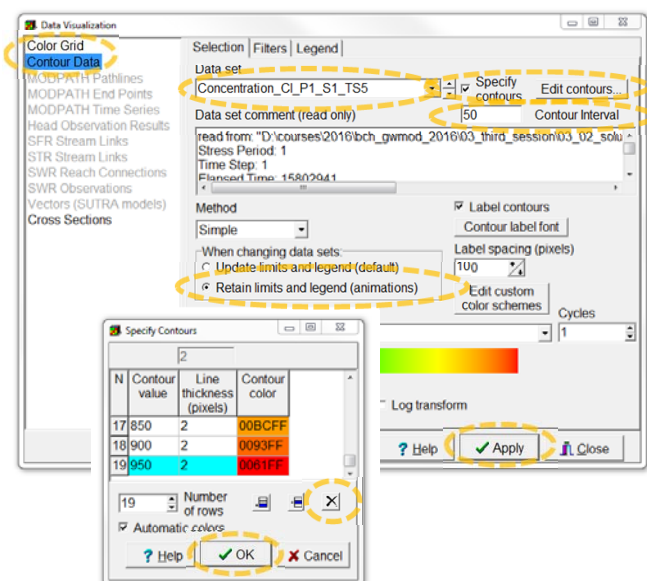 Data Visualization
Color Grid
Contour Data
MODPATH Pathlines
MODPATH End Points
MODPATH Time Series
Head Observation Results
SFR Stream Links
STR Stream Links
SWR Reach Connections
SWR Observations
Vectors (SUTRA models)
Cross Sections
Selection Filters Legend
Data set
Concentration_Cl_P1_S1_TS5
Specify contours
Edit contours...
Data set comment (read only)
50 Contour Interval
read from: "D:\courses\2016\bch_gwmod_2016\03_third_session\03_02_solu
Stress Period: 1
Time Step: 1
Elapsed Time: 15802941
Method
Simple
Label contours
Contour label font
When changing data sets:
Update limits and legend (default)
Retain limits and legend (animations)
Label spacing (pixels)
100
Edit custom
color schemes
Cycles
1
Log transform
? Help Apply Close
Specify Contours
2
N Contour value Line thickness (pixels) Contour color
17 850 2 00BCFF
18 900 2 0093FF
19 950 2 0061FF
19 Number of rows
Automatic colors
? Help OK Cancel